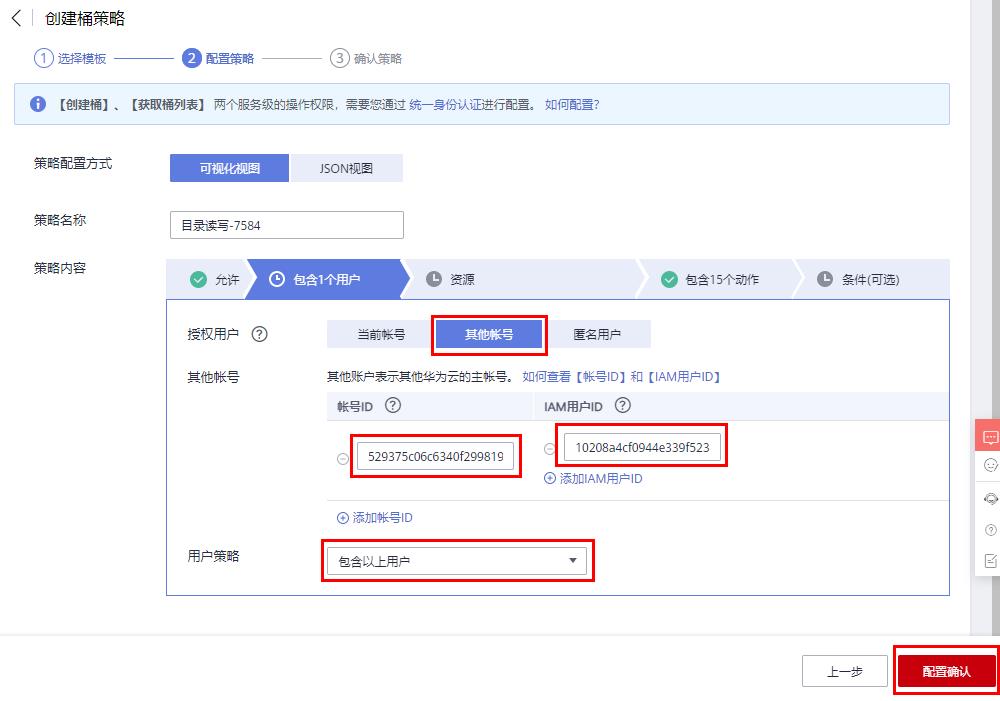 创建桶策略
1 选择模板 2 配置策略 3 确认策略
【创建桶】、【获取桶列表】 两个服务级的操作权限，需要您通过 统一身份认证进行配置。 如何配置？
策略配置方式 可视化视图 JSON视图
策略名称 目录读写-7584
策略内容 允许 包含1个用户 资源 包含15个动作 条件(可选)
授权用户 ? 当前帐号 其他帐号 匿名用户
其他帐号 其他账户表示其他华为云的主帐号。 如何查看【帐号ID】和【IAM用户ID】
帐号ID ? IAM用户ID ?
529375c06c6340f299819 10208a4cf0944e339f523
添加IAM用户ID
添加帐号ID
用户策略 包含以上用户
上一步 配置确认